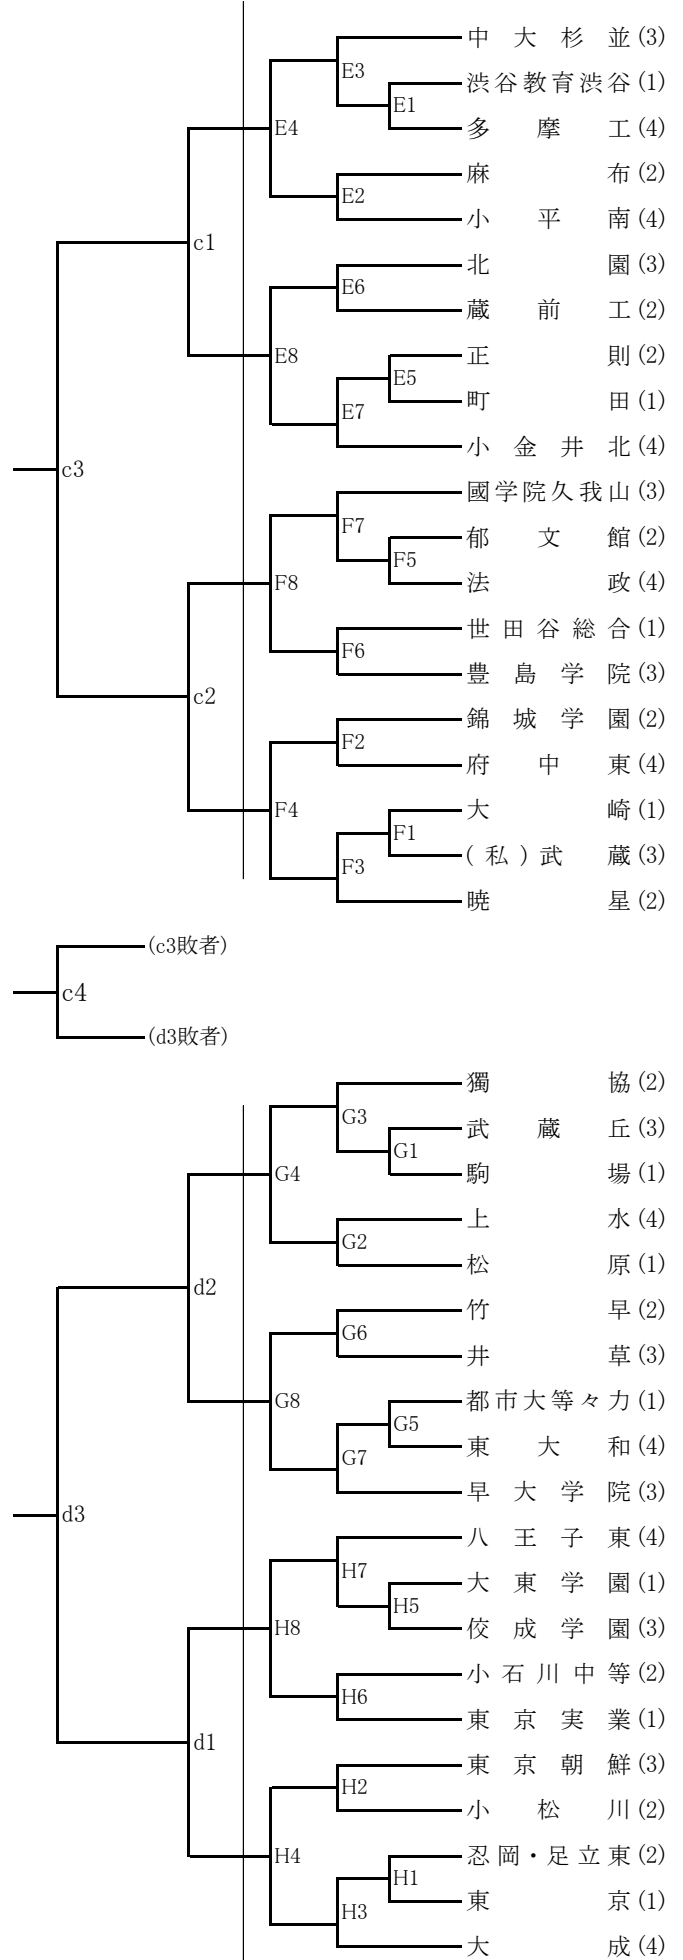 中大杉並(3)
E3
渋谷教育渋谷(1)
E1
E4
多摩工(4)
麻布(2)
E2
小平南(4)
c1
北園(3)
E6
蔵前工(2)
E8
正則(2)
E5
町田(1)
E7
小金井北(4)
c3
國学院久我山(3)
F7
郁文館(2)
F5
F8
法政(4)
世田谷総合(1)
F6
豊島学院(3)
c2
錦城学園(2)
F2
府中東(4)
F4
大崎(1)
F1
(私)武蔵(3)
F3
暁星(2)
(c3敗者)
c4
(d3敗者)
獨協(2)
G3
武蔵丘(3)
G1
G4
駒場(1)
上水(4)
G2
松原(1)
d2
竹早(2)
G6
井草(3)
G8
都市大等々力(1)
G5
東大和(4)
G7
早大学院(3)
d3
八王子東(4)
H7
大東学園(1)
H5
H8
佼成学園(3)
小石川中等(2)
H6
東京実業(1)
d1
東京朝鮮(3)
H2
小松川(2)
H4
忍岡・足立東(2)
H1
東京(1)
H3
大成(4)